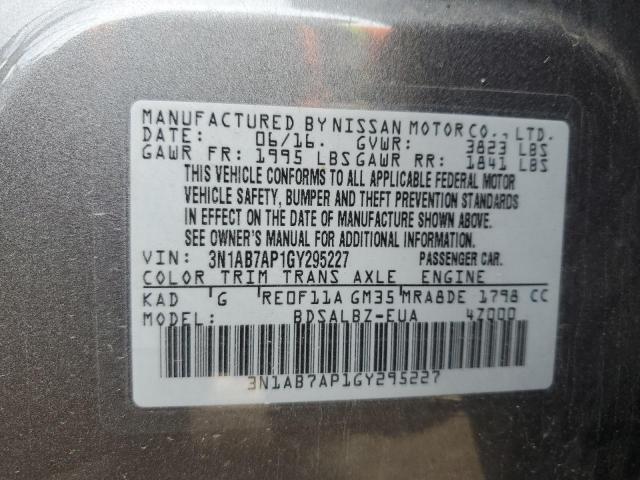 MANUFACTURED BY NISSAN MOTOR CO., LTD.
DATE: 06/16. GVWR: 3823 LBS
GAWR FR: 1995 LBS GAWR RR: 1841 LBS
THIS VEHICLE CONFORMS TO ALL APPLICABLE FEDERAL MOTOR
VEHICLE SAFETY, BUMPER AND THEFT PREVENTION STANDARDS
IN EFFECT ON THE DATE OF MANUFACTURE SHOWN ABOVE.
SEE OWNER'S MANUAL FOR ADDITIONAL INFORMATION.
VIN: 3N1AB7AP1GY295227 PASSENGER CAR.
COLOR TRIM TRANS AXLE ENGINE
KAD G RE0F11A GM35 MRA8DE 1798 CC
MODEL: BDSALBZ-EUA 4Z000
3N1AB7AP1GY295227